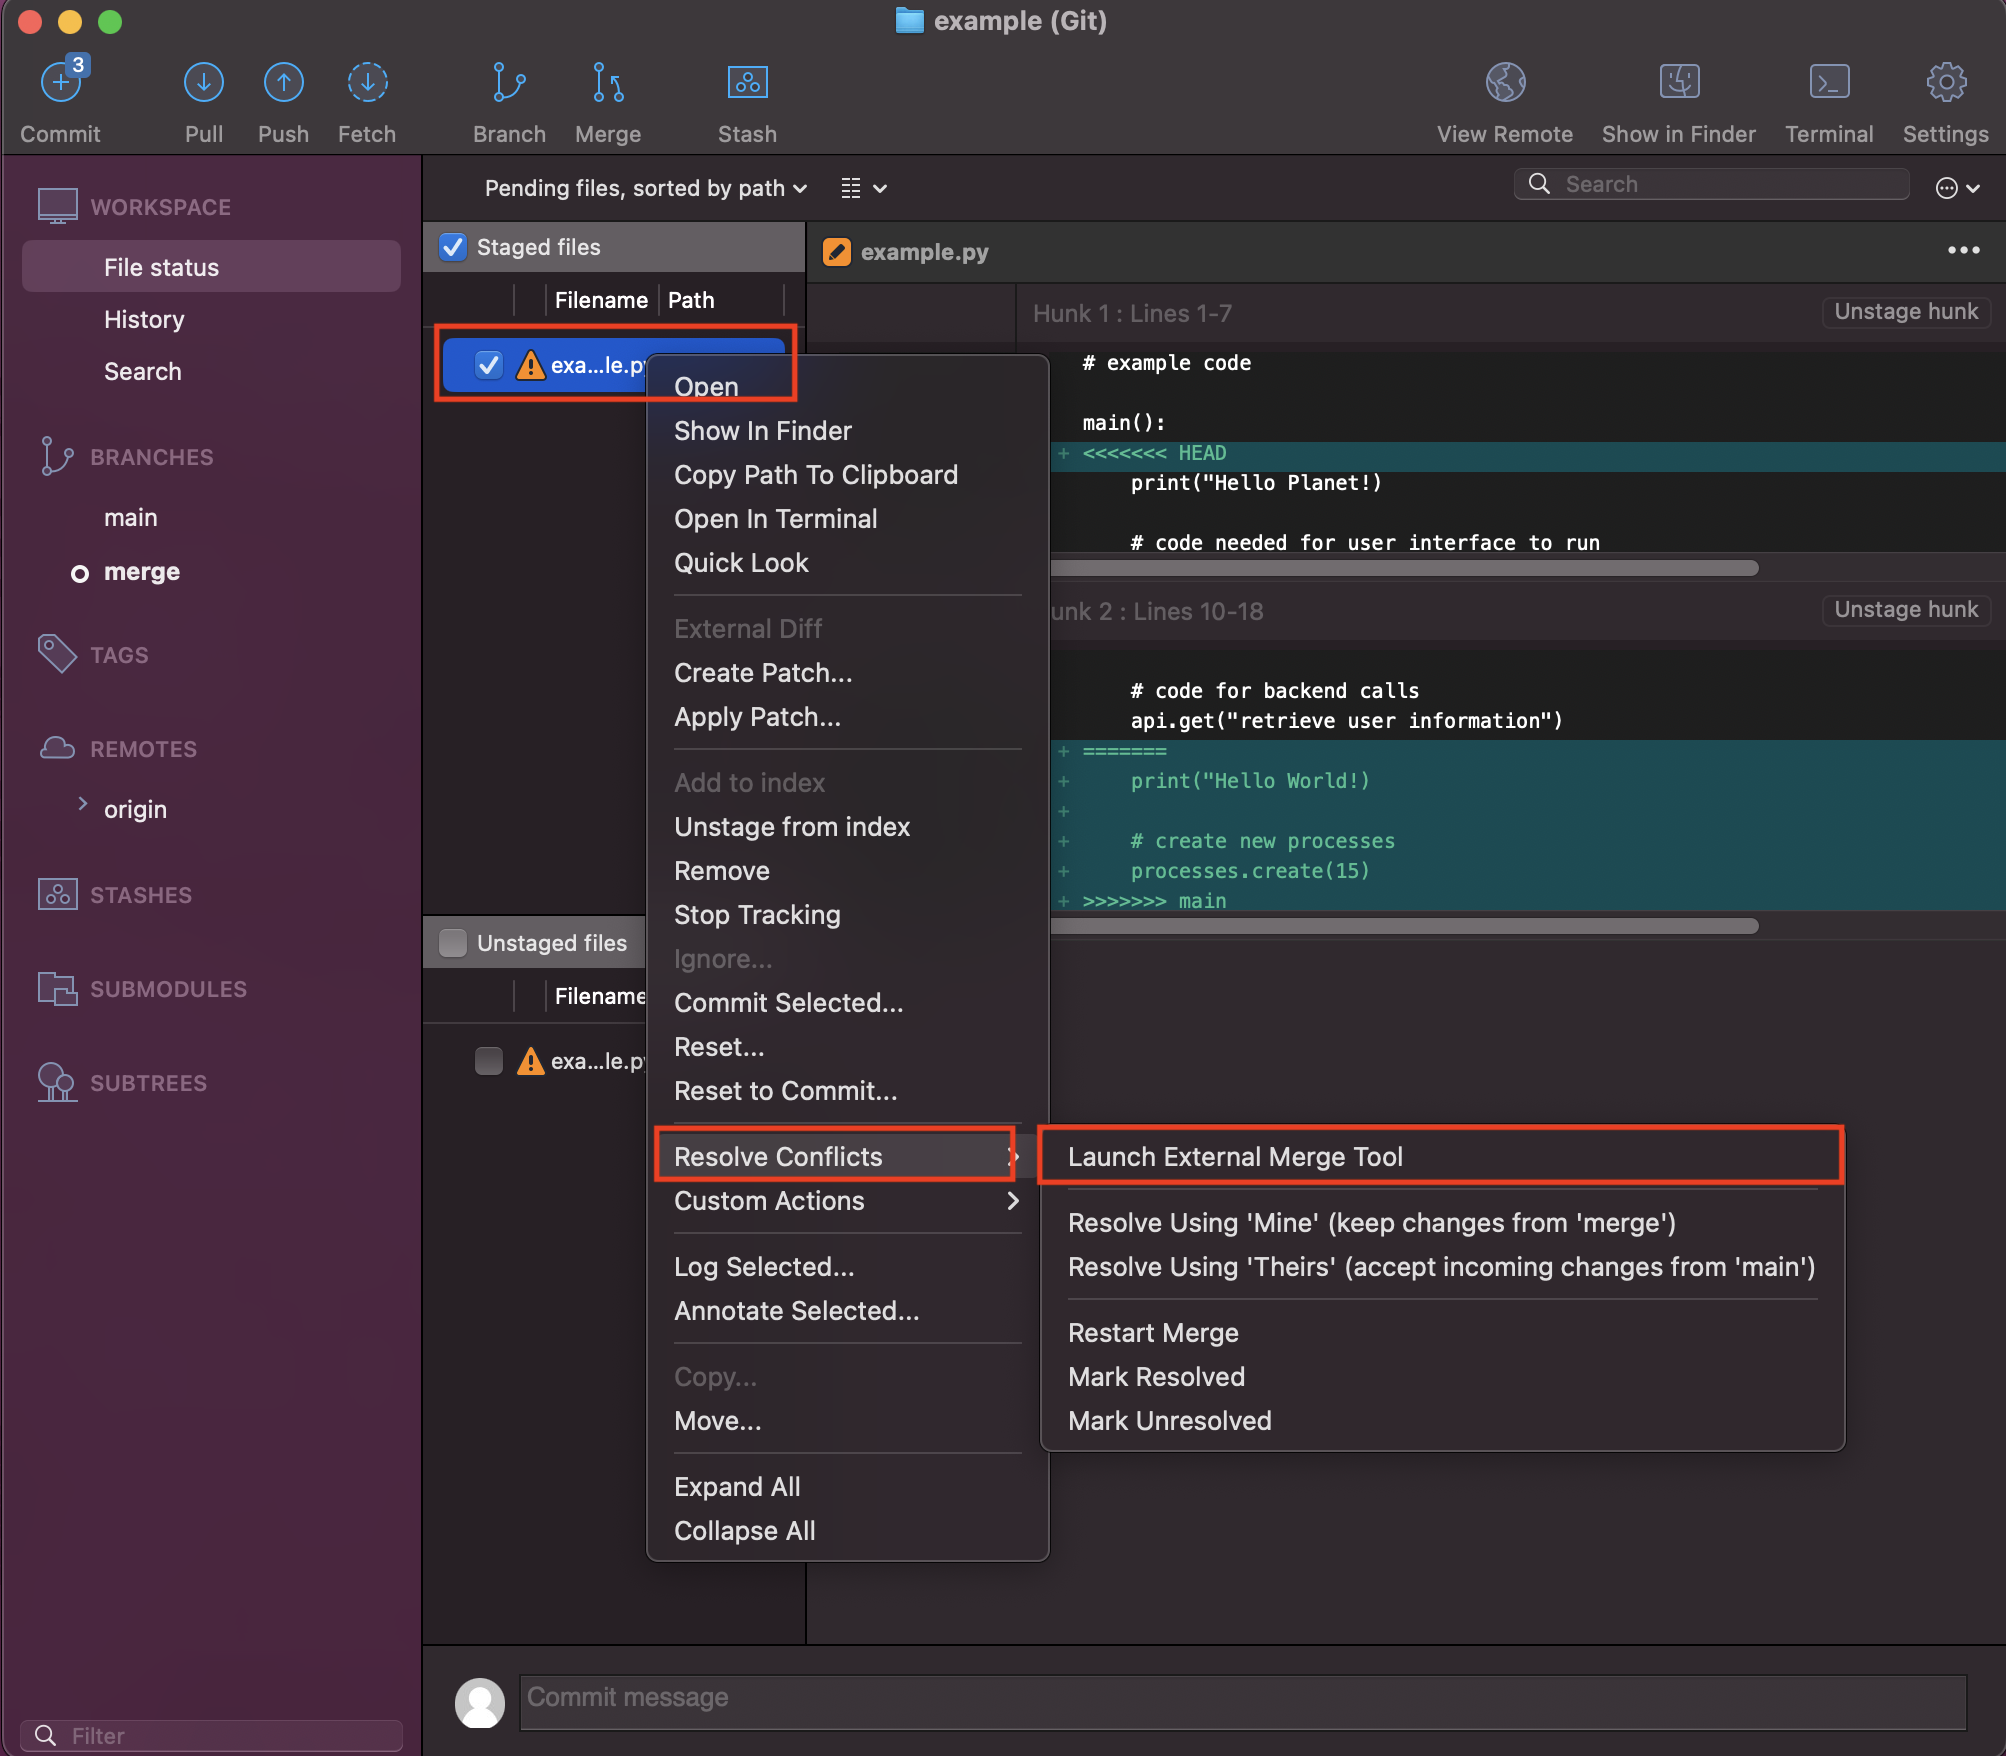 example (Git)
3
Commit
Pull
Push
Fetch
Branch
Merge
Stash
View Remote
Show in Finder
Terminal
Settings
WORKSPACE
File status
History
Search
BRANCHES
main
merge
TAGS
REMOTES
origin
STASHES
SUBMODULES
SUBTREES
Filter
Pending files, sorted by path
Search
Staged files
Filename
Path
exa...le.py
Unstaged files
Filename
exa...le.py
Open
Show In Finder
Copy Path To Clipboard
Open In Terminal
Quick Look
External Diff
Create Patch...
Apply Patch...
Add to index
Unstage from index
Remove
Stop Tracking
Ignore...
Commit Selected...
Reset...
Reset to Commit...
Resolve Conflicts
Custom Actions
Log Selected...
Annotate Selected...
Copy...
Move...
Expand All
Collapse All
Launch External Merge Tool
Resolve Using 'Mine' (keep changes from 'merge')
Resolve Using 'Theirs' (accept incoming changes from 'main')
Restart Merge
Mark Resolved
Mark Unresolved
example.py
Hunk 1 : Lines 1-7
Unstage hunk
# example code
main():
+ <<<<<<< HEAD
print("Hello Planet!)
# code needed for user interface to run
unk 2 : Lines 10-18
Unstage hunk
# code for backend calls
api.get("retrieve user information")
+ =======
+ print("Hello World!)
+
+ # create new processes
+ processes.create(15)
+ >>>>>>> main
Commit message